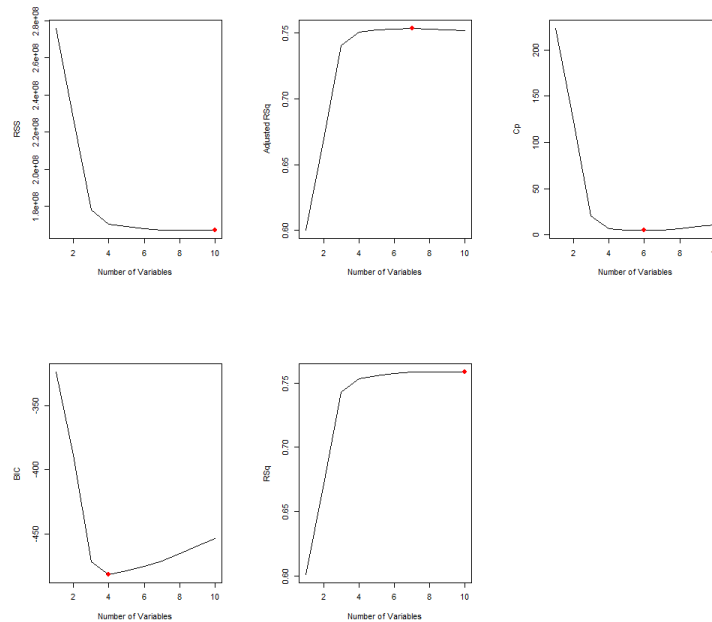 RSS
1.8e+08 2.0e+08 2.2e+08 2.4e+08 2.6e+08 2.8e+08
2 4 6 8 10
Number of Variables
Adjusted RSq
0.60 0.65 0.70 0.75
2 4 6 8 10
Number of Variables
Cp
0 50 100 150 200
2 4 6 8 10
Number of Variables
BIC
-450 -400 -350
2 4 6 8 10
Number of Variables
RSq
0.60 0.65 0.70 0.75
2 4 6 8 10
Number of Variables